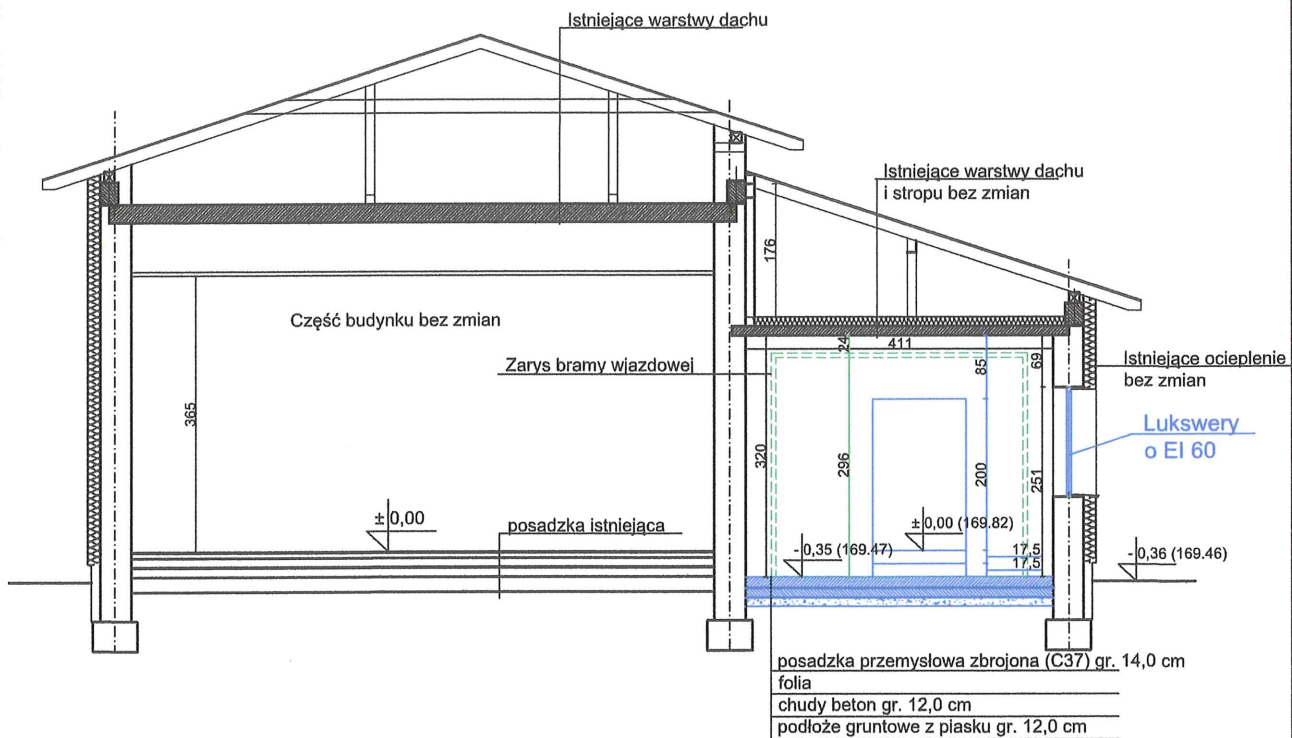 Istniejące warstwy dachu
Istniejące warstwy dachu
i stropu bez zmian
176
Część budynku bez zmian
24
411
85
69
Zarys bramy wjazdowej
Istniejące ocieplenie
bez zmian
365
Lukswery
o EI 60
320
296
200
251
± 0,00
posadzka istniejąca
± 0,00 (169.82)
- 0,35 (169.47)
17,5
17,5
- 0,36 (169.46)
posadzka przemysłowa zbrojona (C37) gr. 14,0 cm
folia
chudy beton gr. 12,0 cm
podłoże gruntowe z piasku gr. 12,0 cm